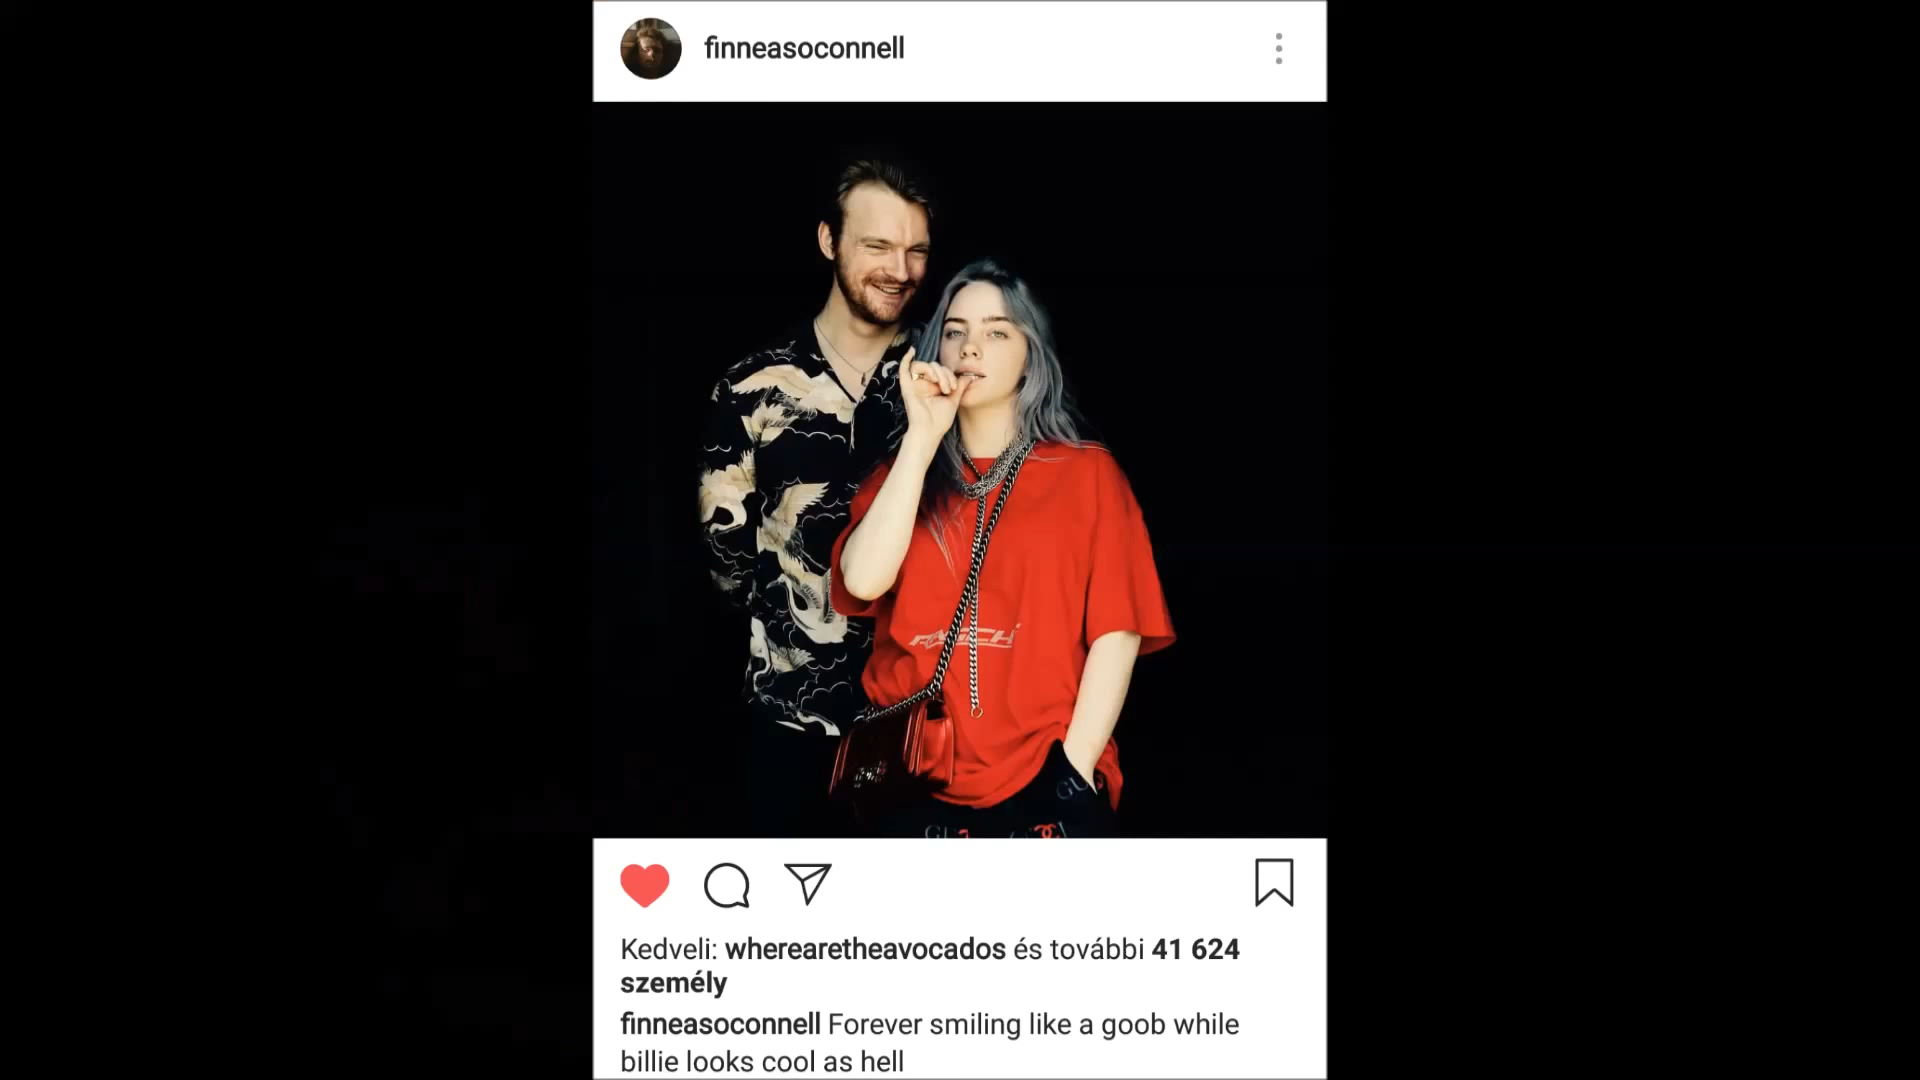 finneasoconnell
GU
Kedveli: wherearetheavocados és további 41 624
személy
finneasoconnell Forever smiling like a goob while
billie looks cool as hell